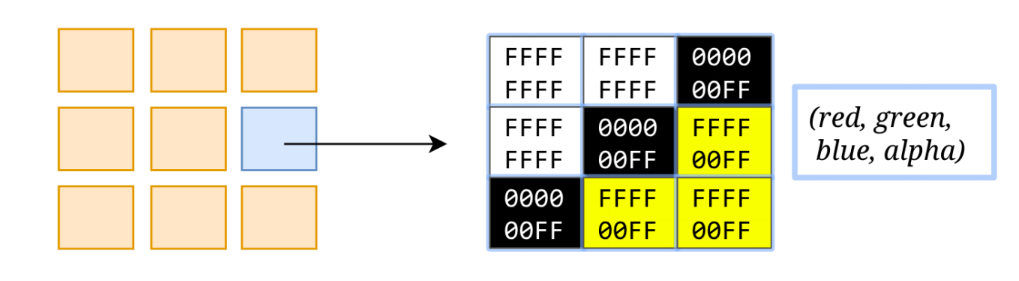 FFFF FFFF 0000
FFFF FFFF 00FF
FFFF 0000 FFFF
FFFF 00FF 00FF
0000 FFFF FFFF
00FF 00FF 00FF
(red, green,
blue, alpha)